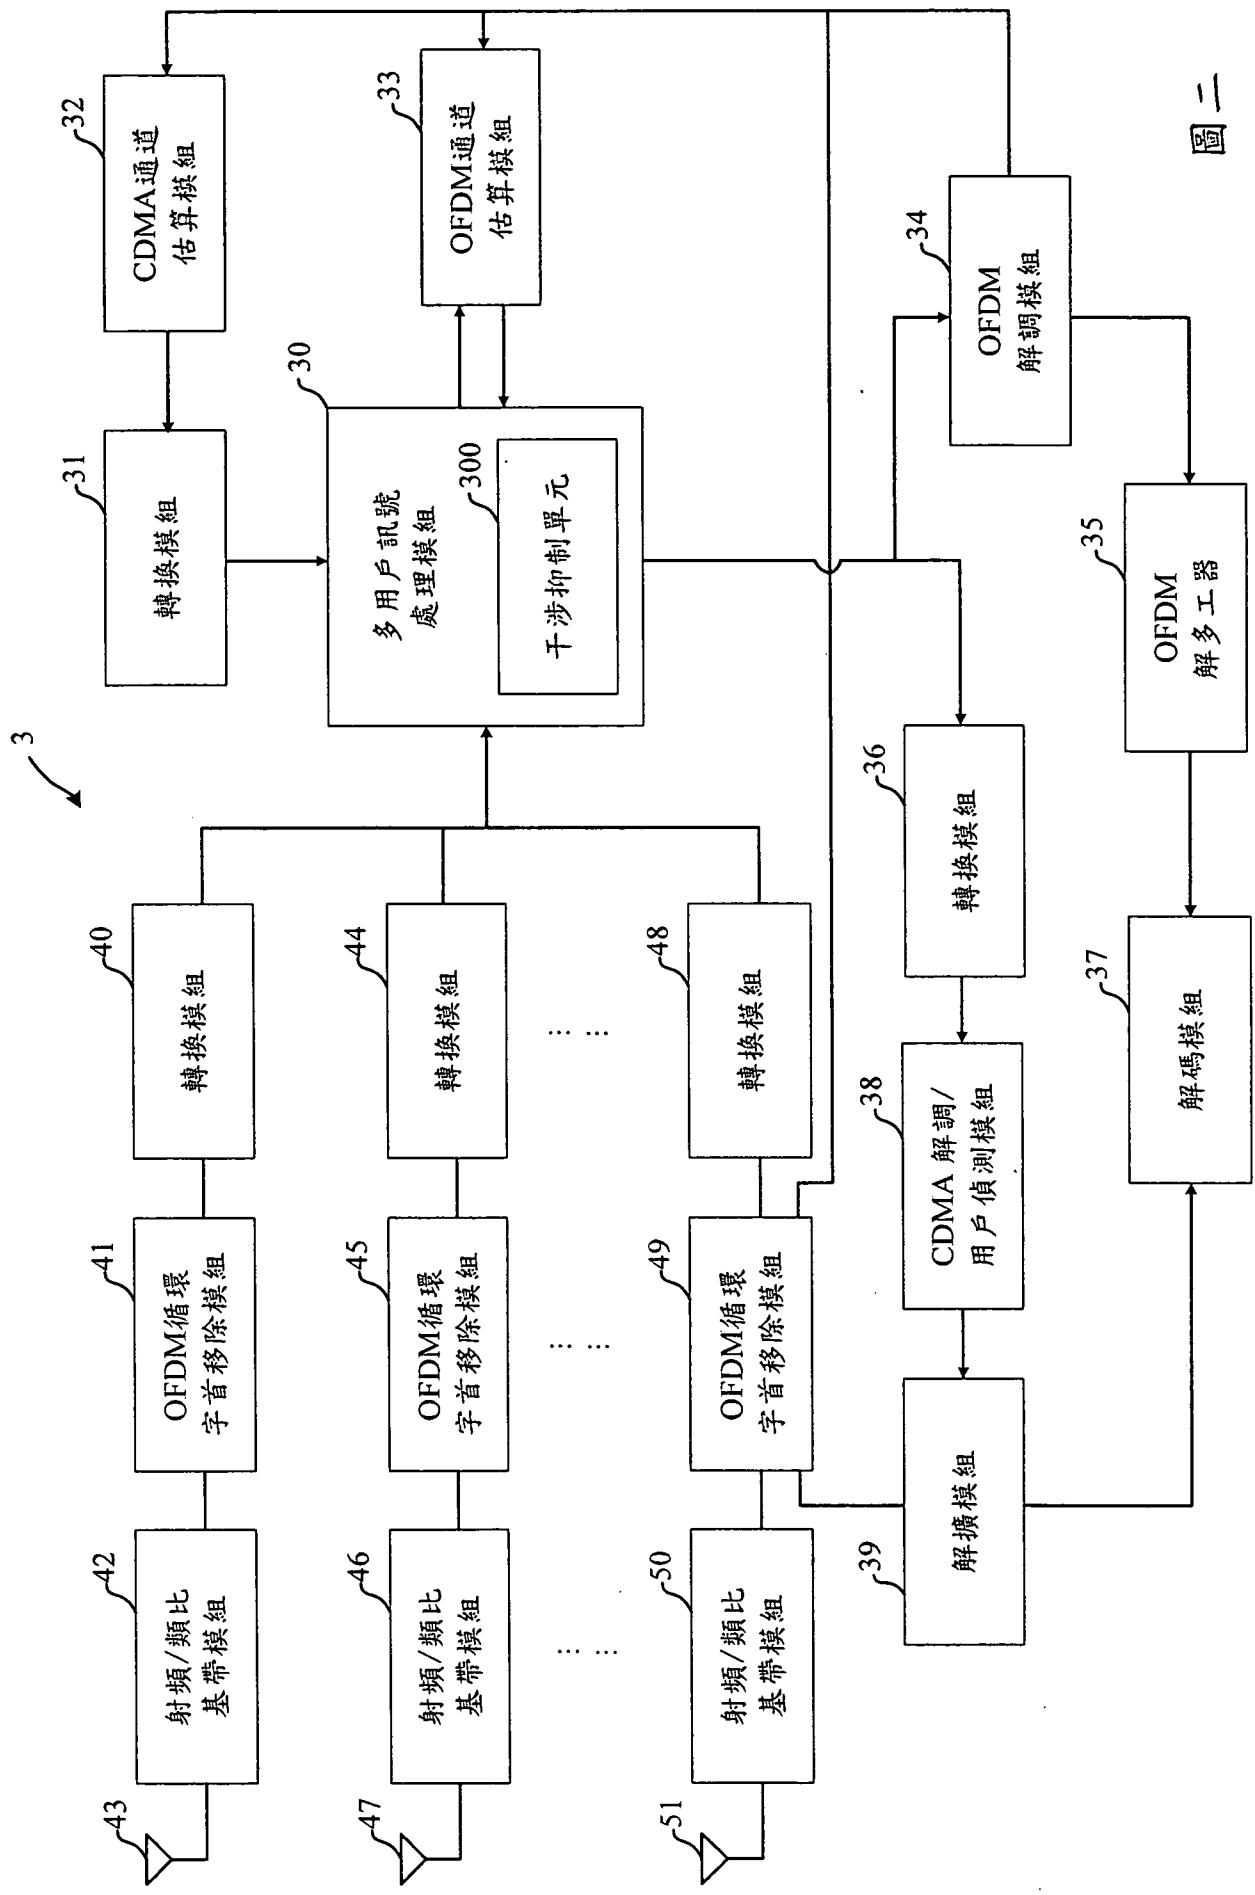 3
43
42
射頻/類比
基帶模組
41
OFDM循環
字首移除模組
40
轉換模組
31
轉換模組
32
CDMA通道
估算模組
47
46
射頻/類比
基帶模組
45
OFDM循環
字首移除模組
44
轉換模組
30
多用戶訊號
處理模組
300
干涉抑制單元
33
OFDM通道
估算模組
…… ……
…… ……
…… ……
51
50
射頻/類比
基帶模組
49
OFDM循環
字首移除模組
48
轉換模組
39
解擴模組
38
CDMA 解調/
用戶偵測模組
36
轉換模組
34
OFDM
解調模組
37
解碼模組
35
OFDM
解多工器
圖二